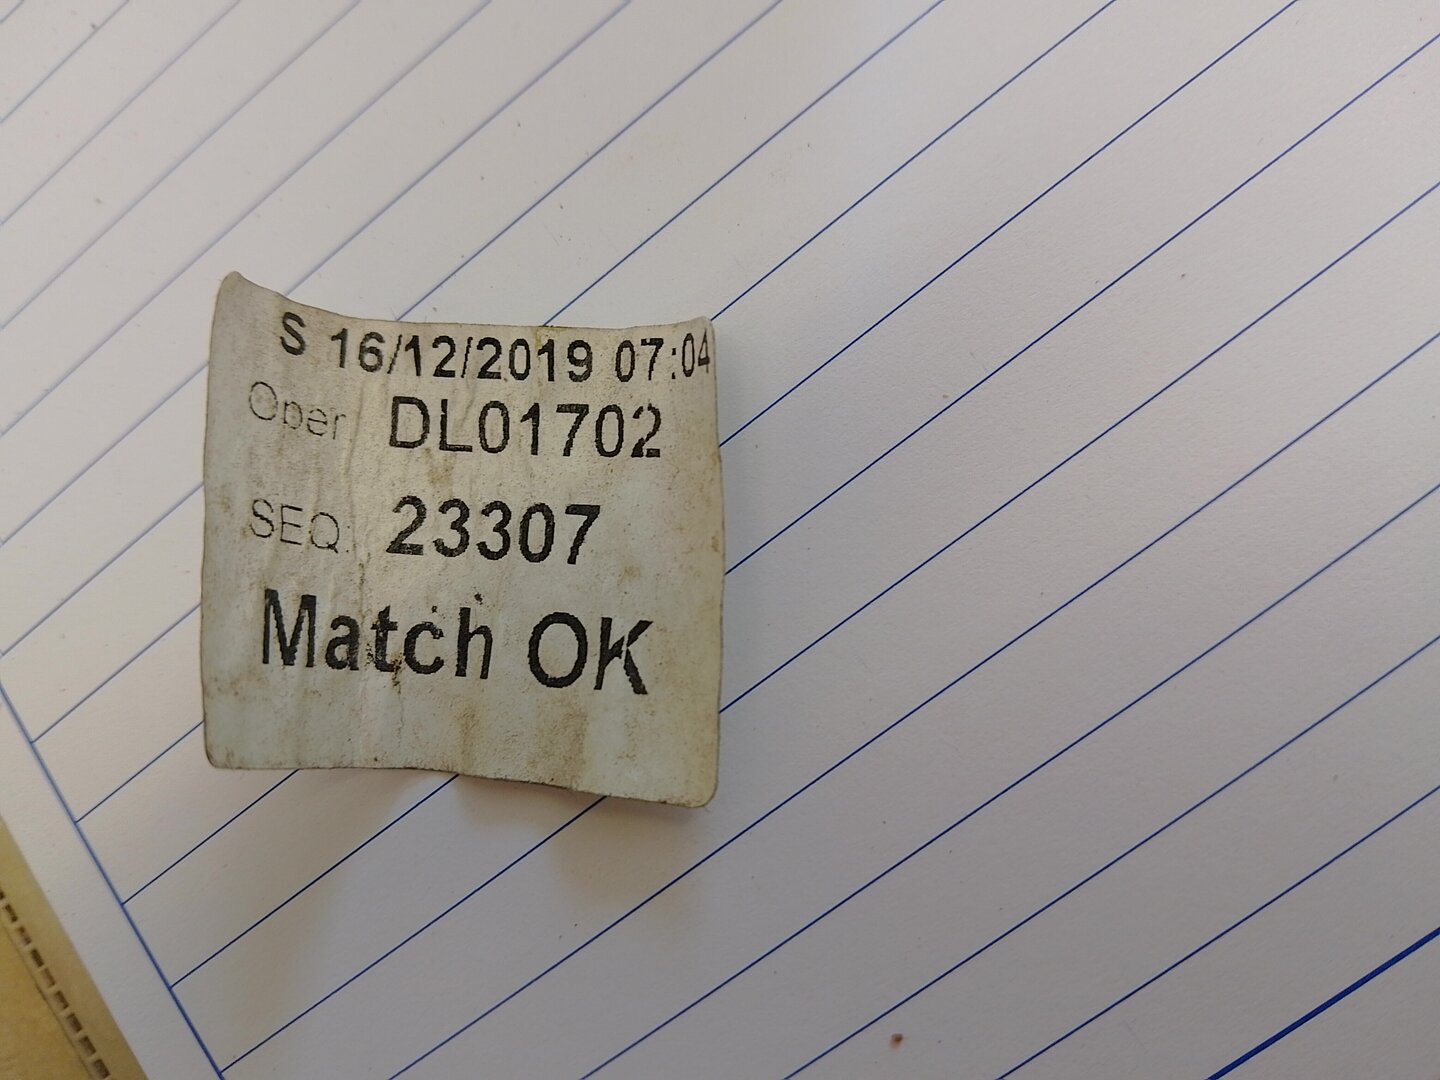 S 16/12/2019 07:04
Oper DL01702
SEQ: 23307
Match OK